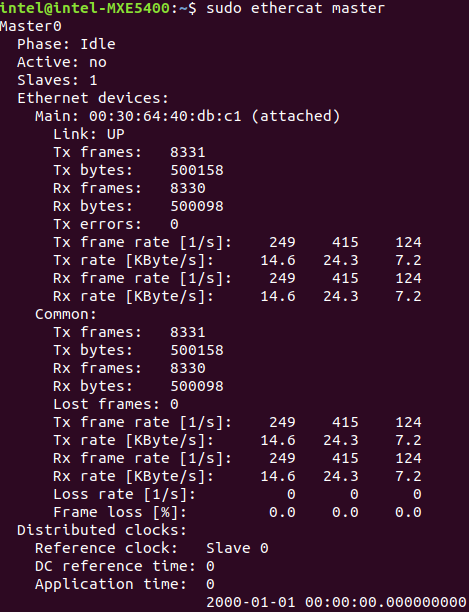 intel@intel-MXE5400:~$ sudo ethercat master
Master0
  Phase: Idle
  Active: no
  Slaves: 1
  Ethernet devices:
    Main: 00:30:64:40:db:c1 (attached)
      Link: UP
      Tx frames:   8331
      Tx bytes:    500158
      Rx frames:   8330
      Rx bytes:    500098
      Tx errors:   0
      Tx frame rate [1/s]:    249    415    124
      Tx rate [KByte/s]:     14.6   24.3    7.2
      Rx frame rate [1/s]:    249    415    124
      Rx rate [KByte/s]:     14.6   24.3    7.2
    Common:
      Tx frames:   8331
      Tx bytes:    500158
      Rx frames:   8330
      Rx bytes:    500098
      Lost frames: 0
      Tx frame rate [1/s]:    249    415    124
      Tx rate [KByte/s]:     14.6   24.3    7.2
      Rx frame rate [1/s]:    249    415    124
      Rx rate [KByte/s]:     14.6   24.3    7.2
      Loss rate [1/s]:          0      0      0
      Frame loss [%]:         0.0    0.0    0.0
  Distributed clocks:
    Reference clock:   Slave 0
    DC reference time: 0
    Application time:  0
                       2000-01-01 00:00:00.000000000